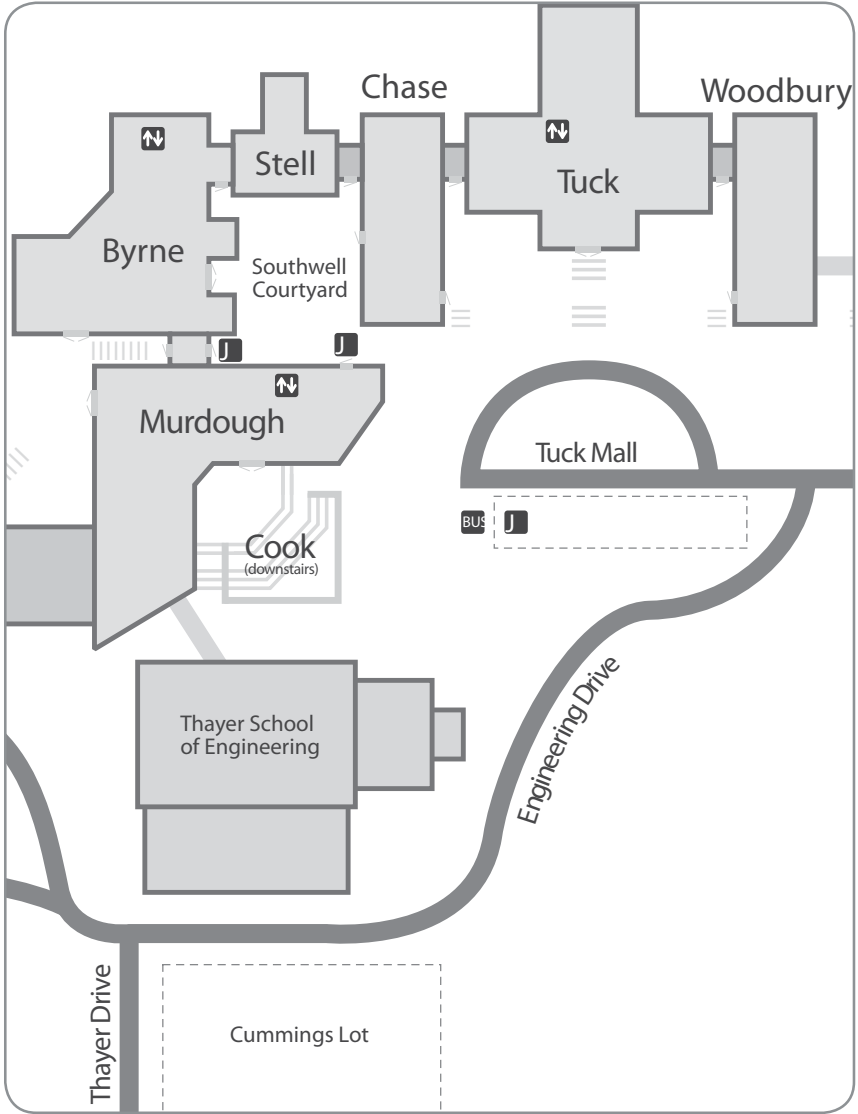 Chase
Woodbury
Stell
Tuck
Byrne
Southwell
Courtyard
J
J
Murdough
Tuck Mall
BUS
J
Cook
(downstairs)
Thayer School
of Engineering
Engineering Drive
Thayer Drive
Cummings Lot